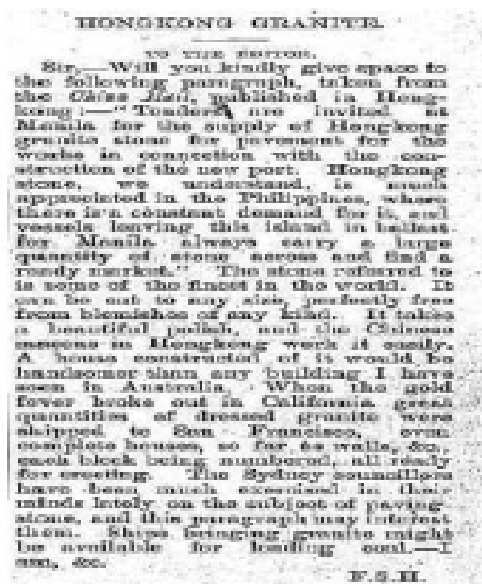 HONGKONG GRANITE.
TO THE EDITOR.
Sir,—Will you kindly give space to
the following paragraph, taken from
the China Mail, published in Hong-
kong:—"Tenders are invited at
Manila for the supply of Hongkong
granite stone for pavement for the
works in connection with the con-
struction of the new port. Hongkong
stone, we understand, is much
appreciated in the Philippines, where
there is a constant demand for it, and
vessels leaving this island in ballast
for Manila always carry a large
quantity of stone across and find a
ready market." The stone referred to
is some of the finest in the world. It
can be cut to any size, perfectly free
from blemishes of any kind. It takes
a beautiful polish, and the Chinese
masons in Hongkong work it easily.
A house constructed of it would be
handsomer than any building I have
seen in Australia. When the gold
fever broke out in California great
quantities of dressed granite were
shipped to San Francisco, even
complete houses, so far as walls, &c.,
each block being numbered, all ready
for erecting. The Sydney councillors
have been much exercised in their
minds lately on the subject of paving
stone, and this paragraph may interest
them. Ships bringing granite might
be available for loading coal.—I
am, &c.
F.S.H.